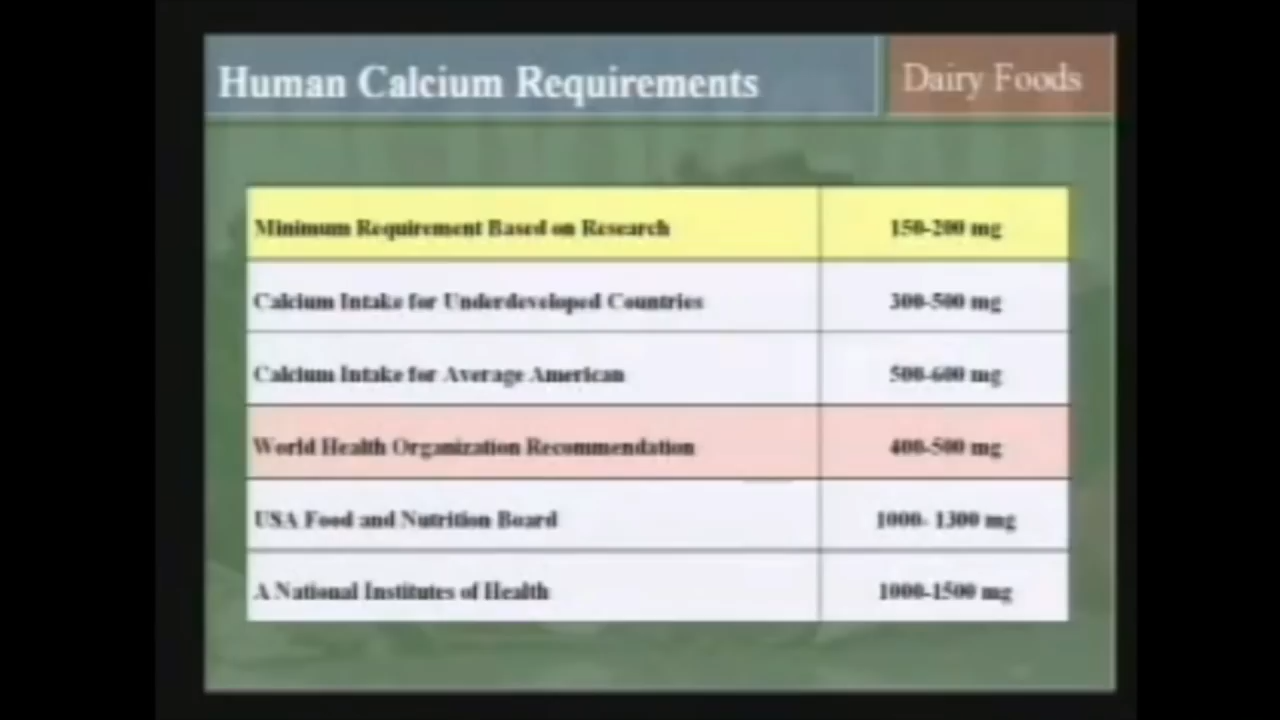 Human Calcium Requirements
Dairy Foods
Minimum Requirement Based on Research 150-200 mg
Calcium Intake for Underdeveloped Countries 300-500 mg
Calcium Intake for Average American 500-600 mg
World Health Organization Recommendation 400-500 mg
USA Food and Nutrition Board 1000- 1300 mg
A National Institutes of Health 1000-1500 mg